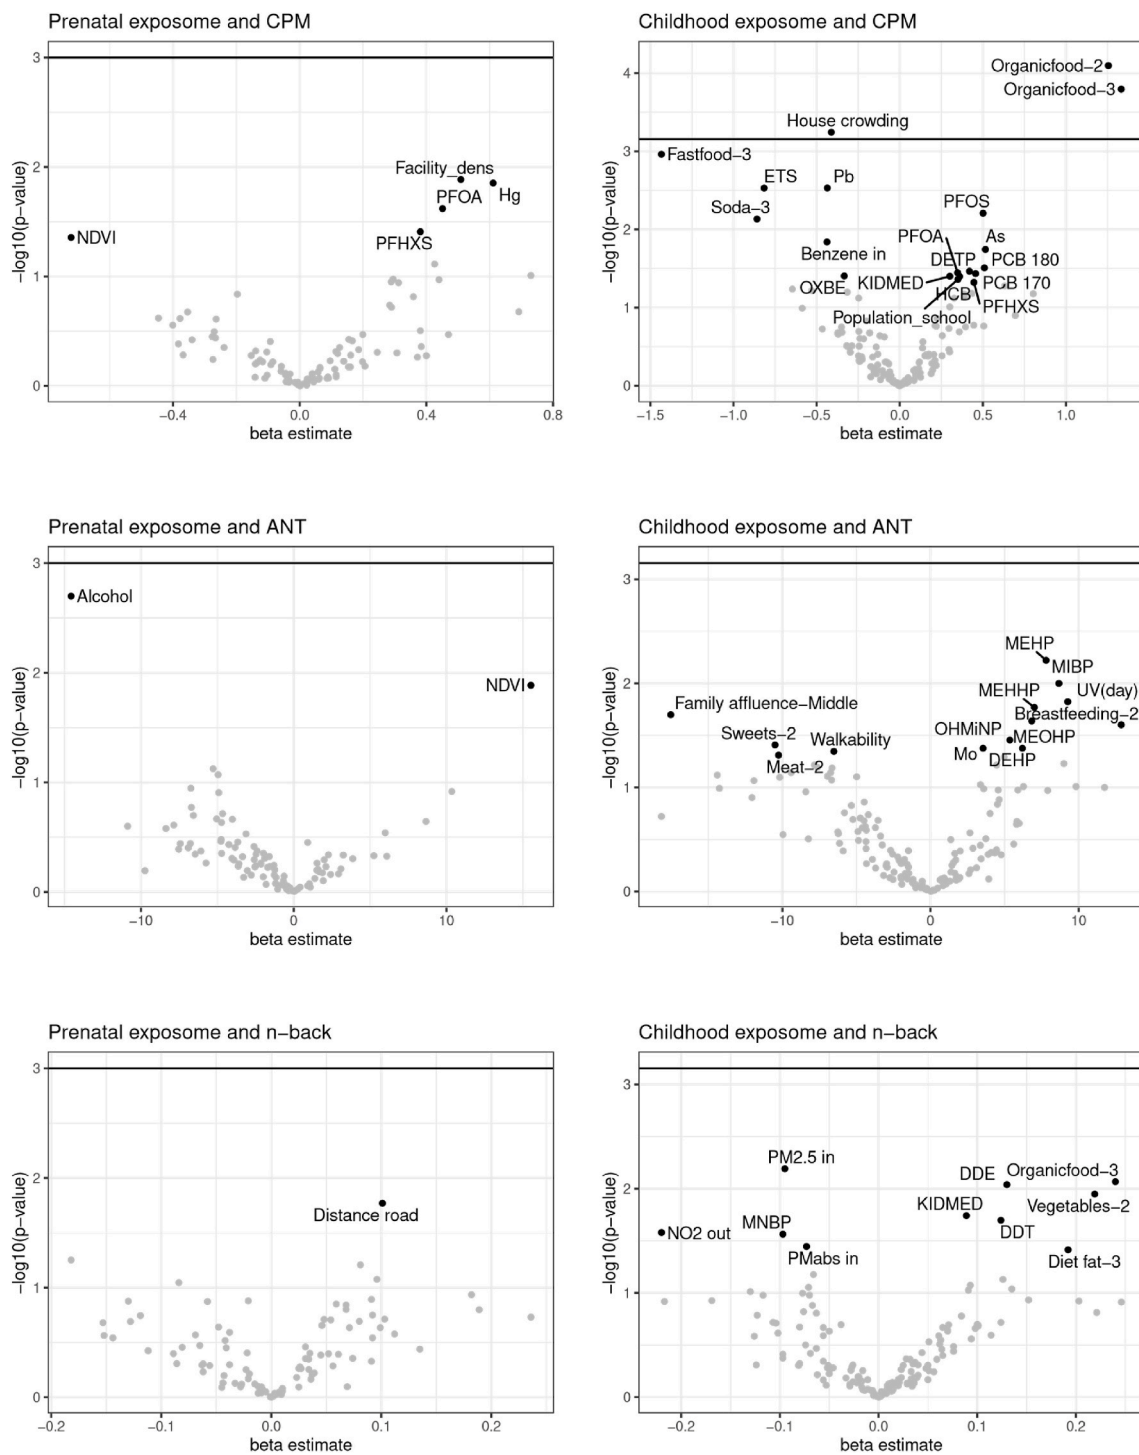 Prenatal exposome and CPM
3
2
1
0
−log10(p−value)
Facility_dens
PFOA
Hg
PFHXS
NDVI
−0.4
0.0
0.4
0.8
beta estimate
Childhood exposome and CPM
4
3
2
1
0
−log10(p−value)
Organicfood−2
Organicfood−3
House crowding
Fastfood−3
ETS
Pb
Soda−3
PFOS
PFOA
As
Benzene in
DETP
PCB 180
OXBE
KIDMED
PCB 170
HCB
PFHXS
Population_school
−1.5
−1.0
−0.5
0.0
0.5
1.0
beta estimate
Prenatal exposome and ANT
3
2
1
0
−log10(p−value)
Alcohol
NDVI
−10
0
10
beta estimate
Childhood exposome and ANT
3
2
1
0
−log10(p−value)
MEHP
MIBP
MEHHP
UV(day)
Family affluence−Middle
Breastfeeding−2
Sweets−2
Walkability
OHMiNP
MEOHP
Meat−2
Mo
DEHP
−10
0
10
beta estimate
Prenatal exposome and n−back
3
2
1
0
−log10(p−value)
Distance road
−0.2
−0.1
0.0
0.1
0.2
beta estimate
Childhood exposome and n−back
3
2
1
0
−log10(p−value)
PM2.5 in
DDE
Organicfood−3
KIDMED
Vegetables−2
NO2 out
MNBP
DDT
PMabs in
Diet fat−3
−0.2
−0.1
0.0
0.1
0.2
beta estimate